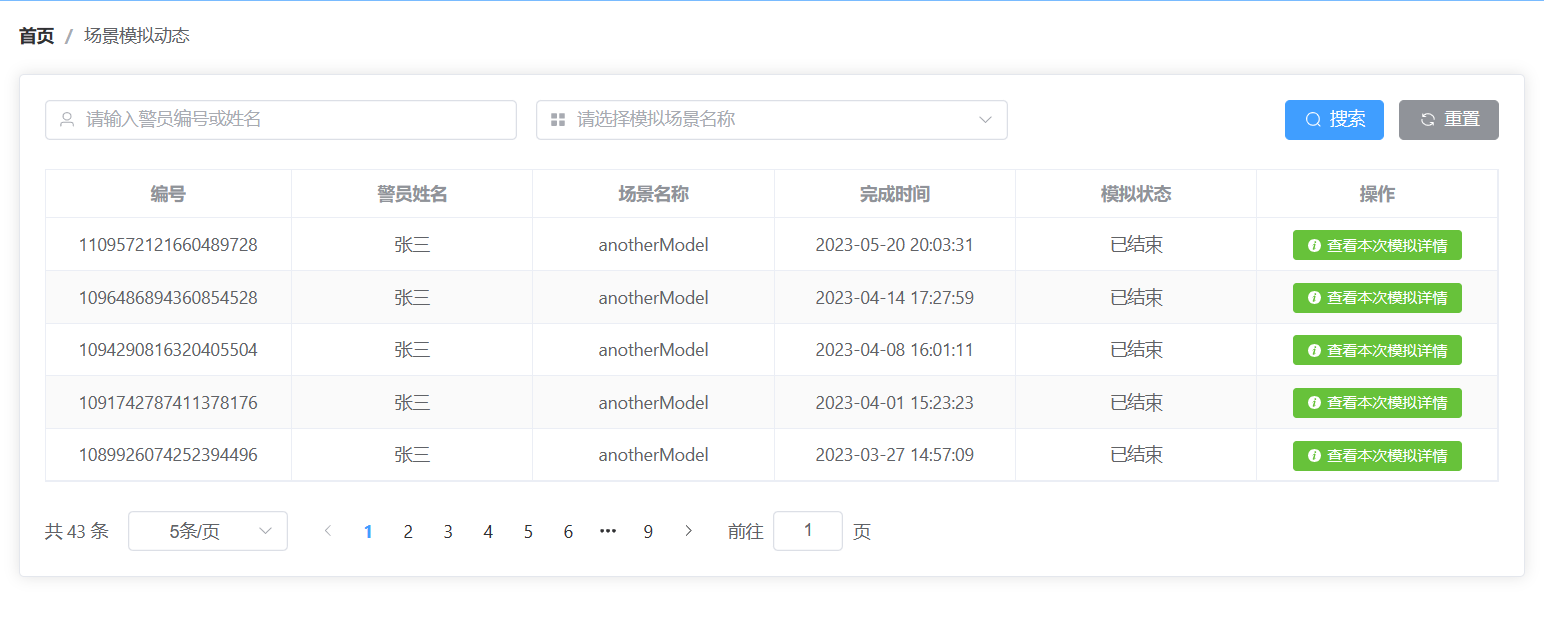 首页 / 场景模拟动态
请输入警员编号或姓名 请选择模拟场景名称 搜索 重置
编号 警员姓名 场景名称 完成时间 模拟状态 操作
1109572121660489728 张三 anotherModel 2023-05-20 20:03:31 已结束 查看本次模拟详情
1096486894360854528 张三 anotherModel 2023-04-14 17:27:59 已结束 查看本次模拟详情
1094290816320405504 张三 anotherModel 2023-04-08 16:01:11 已结束 查看本次模拟详情
1091742787411378176 张三 anotherModel 2023-04-01 15:23:23 已结束 查看本次模拟详情
1089926074252394496 张三 anotherModel 2023-03-27 14:57:09 已结束 查看本次模拟详情
共 43 条 5条/页 1 2 3 4 5 6 ••• 9 前往 1 页